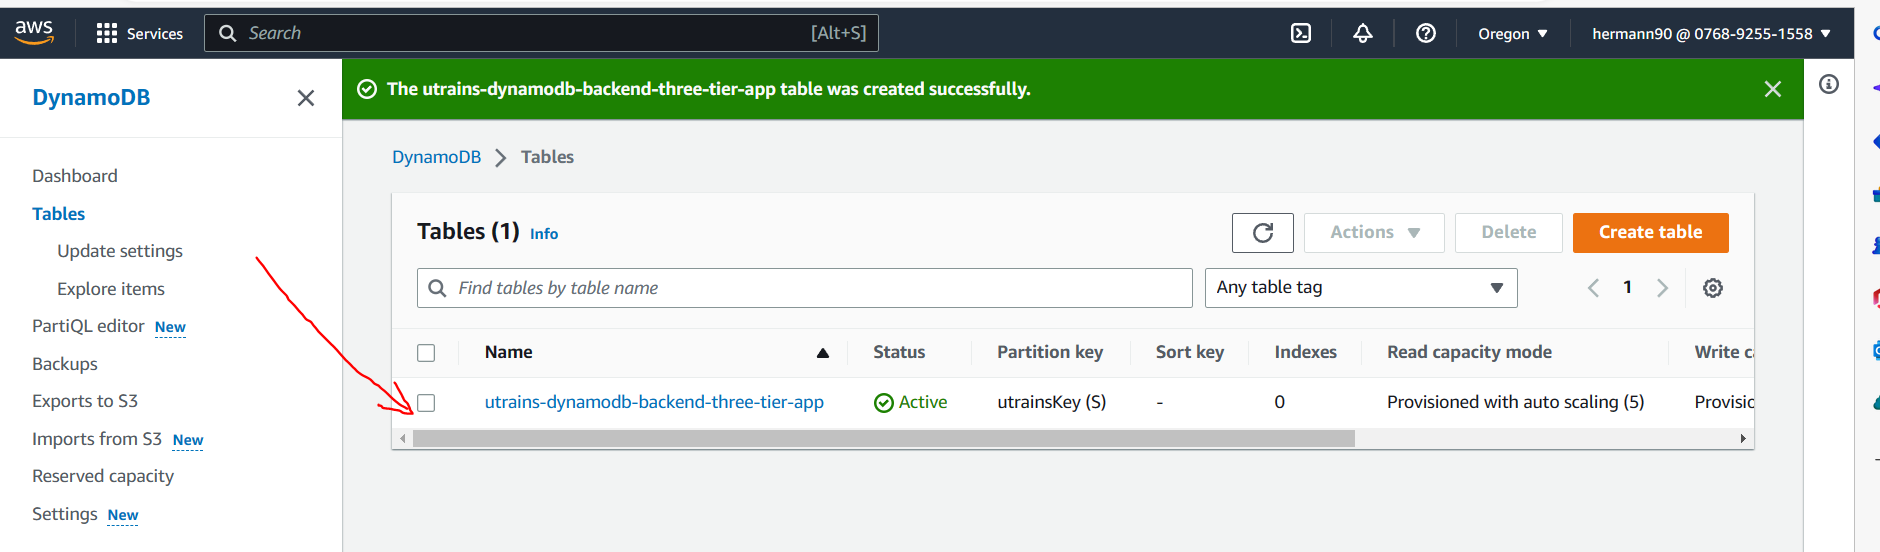 aws Services Search [Alt+S] Oregon hermann90 @ 0768-9255-1558
DynamoDB
Dashboard
Tables
Update settings
Explore items
PartiQL editor New
Backups
Exports to S3
Imports from S3 New
Reserved capacity
Settings New
The utrains-dynamodb-backend-three-tier-app table was created successfully.
DynamoDB > Tables
Tables (1) Info
Actions Delete Create table
Find tables by table name Any table tag 1
Name Status Partition key Sort key Indexes Read capacity mode Write
utrains-dynamodb-backend-three-tier-app Active utrainsKey (S) - 0 Provisioned with auto scaling (5)